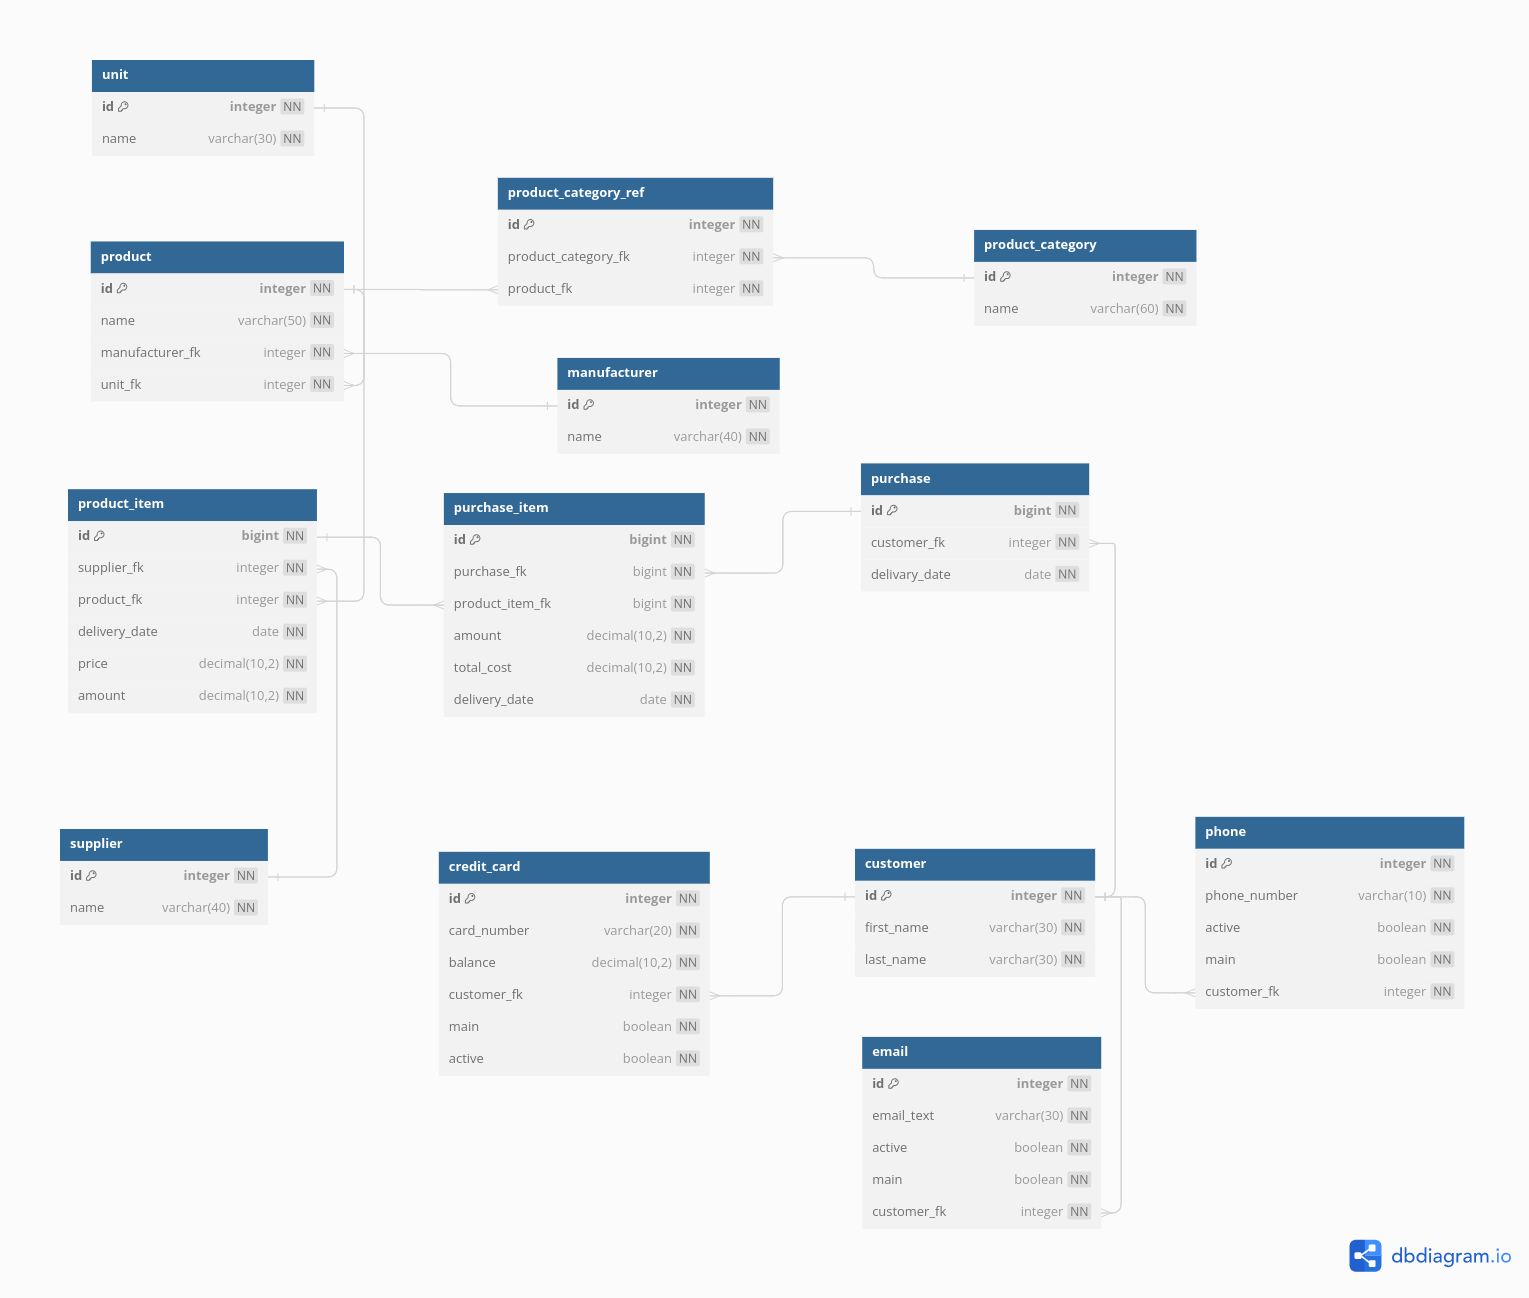 unit
id integer NN
name varchar(30) NN
product_category_ref
id integer NN
product_category_fk integer NN
product_fk integer NN
product_category
id integer NN
name varchar(60) NN
product
id integer NN
name varchar(50) NN
manufacturer_fk integer NN
unit_fk integer NN
manufacturer
id integer NN
name varchar(40) NN
purchase
id bigint NN
customer_fk integer NN
delivary_date date NN
product_item
id bigint NN
supplier_fk integer NN
product_fk integer NN
delivery_date date NN
price decimal(10,2) NN
amount decimal(10,2) NN
purchase_item
id bigint NN
purchase_fk bigint NN
product_item_fk bigint NN
amount decimal(10,2) NN
total_cost decimal(10,2) NN
delivery_date date NN
supplier
id integer NN
name varchar(40) NN
credit_card
id integer NN
card_number varchar(20) NN
balance decimal(10,2) NN
customer_fk integer NN
main boolean NN
active boolean NN
customer
id integer NN
first_name varchar(30) NN
last_name varchar(30) NN
phone
id integer NN
phone_number varchar(10) NN
active boolean NN
main boolean NN
customer_fk integer NN
email
id integer NN
email_text varchar(30) NN
active boolean NN
main boolean NN
customer_fk integer NN
dbdiagram.io